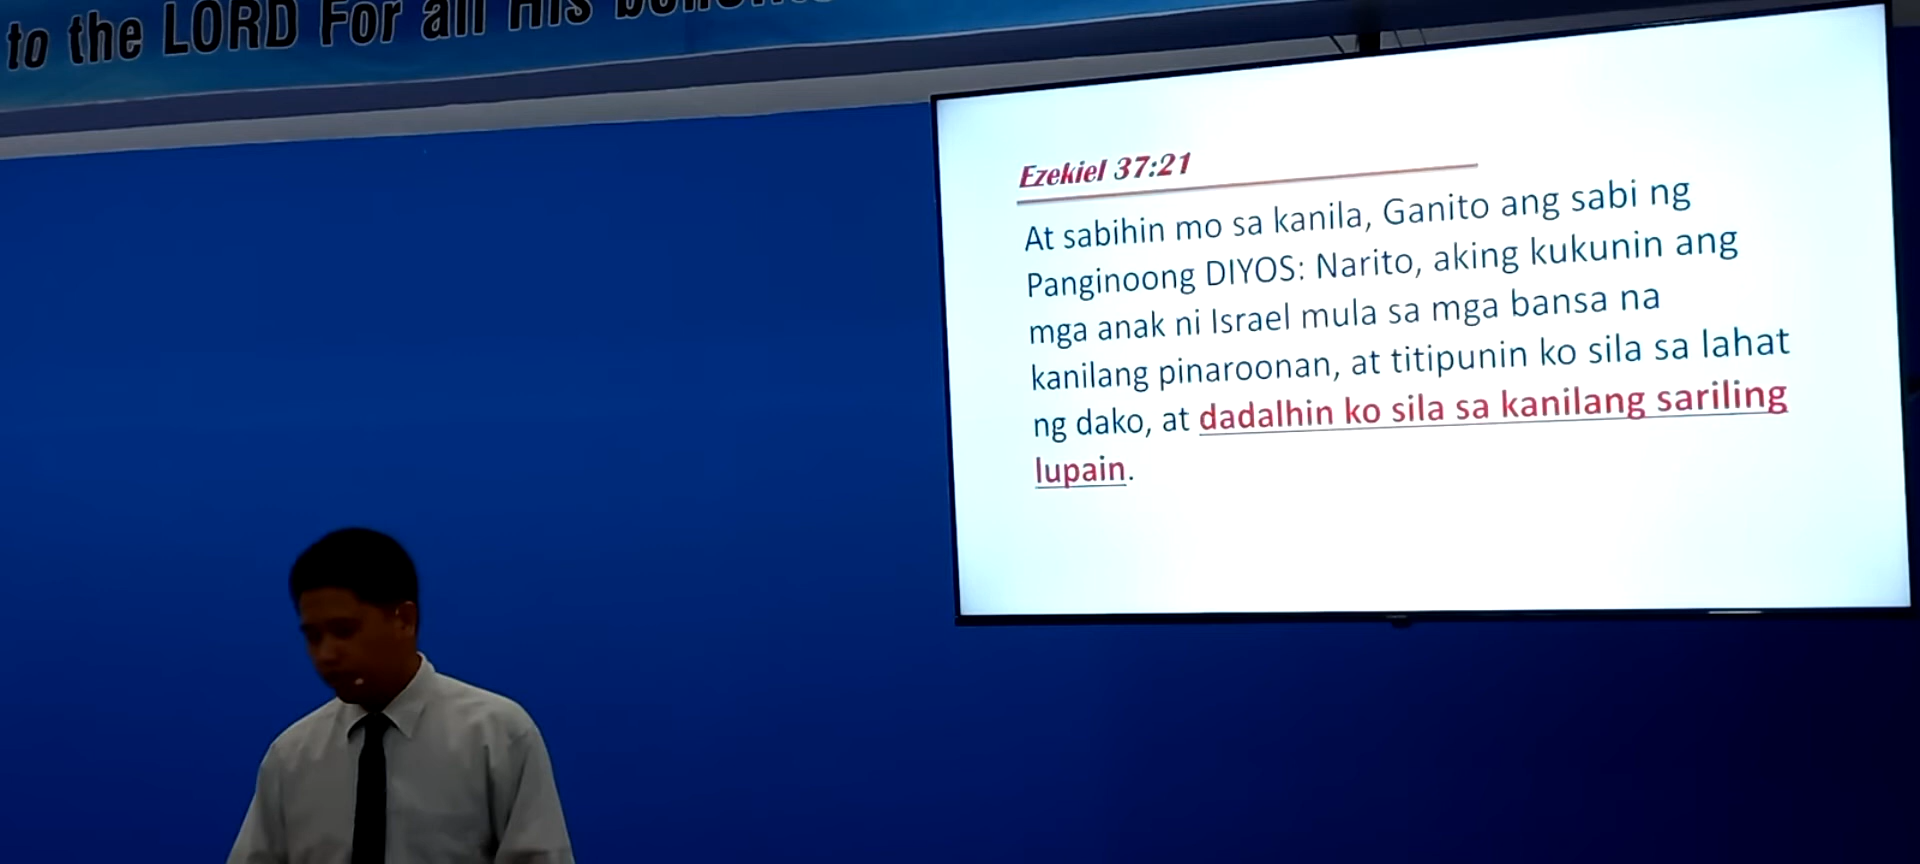 to the LORD For all His
Ezekiel 37:21
At sabihin mo sa kanila, Ganito ang sabi ng
Panginoong DIYOS: Narito, aking kukunin ang
mga anak ni Israel mula sa mga bansa na
kanilang pinaroonan, at titipunin ko sila sa lahat
ng dako, at dadalhin ko sila sa kanilang sariling
lupain.